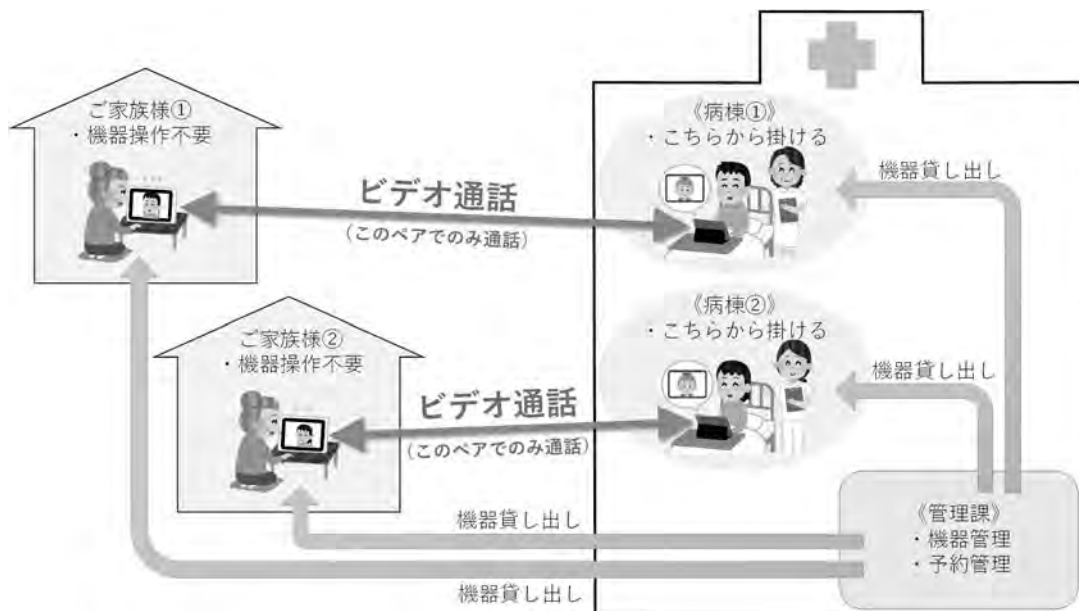 ご家族様①
・機器操作不要
《病棟①》
・こちらから掛ける
機器貸し出し
ビデオ通話
(このペアでのみ通話)
《病棟②》
・こちらから掛ける
ご家族様②
・機器操作不要
機器貸し出し
ビデオ通話
(このペアでのみ通話)
《管理課》
・機器管理
・予約管理
機器貸し出し
機器貸し出し